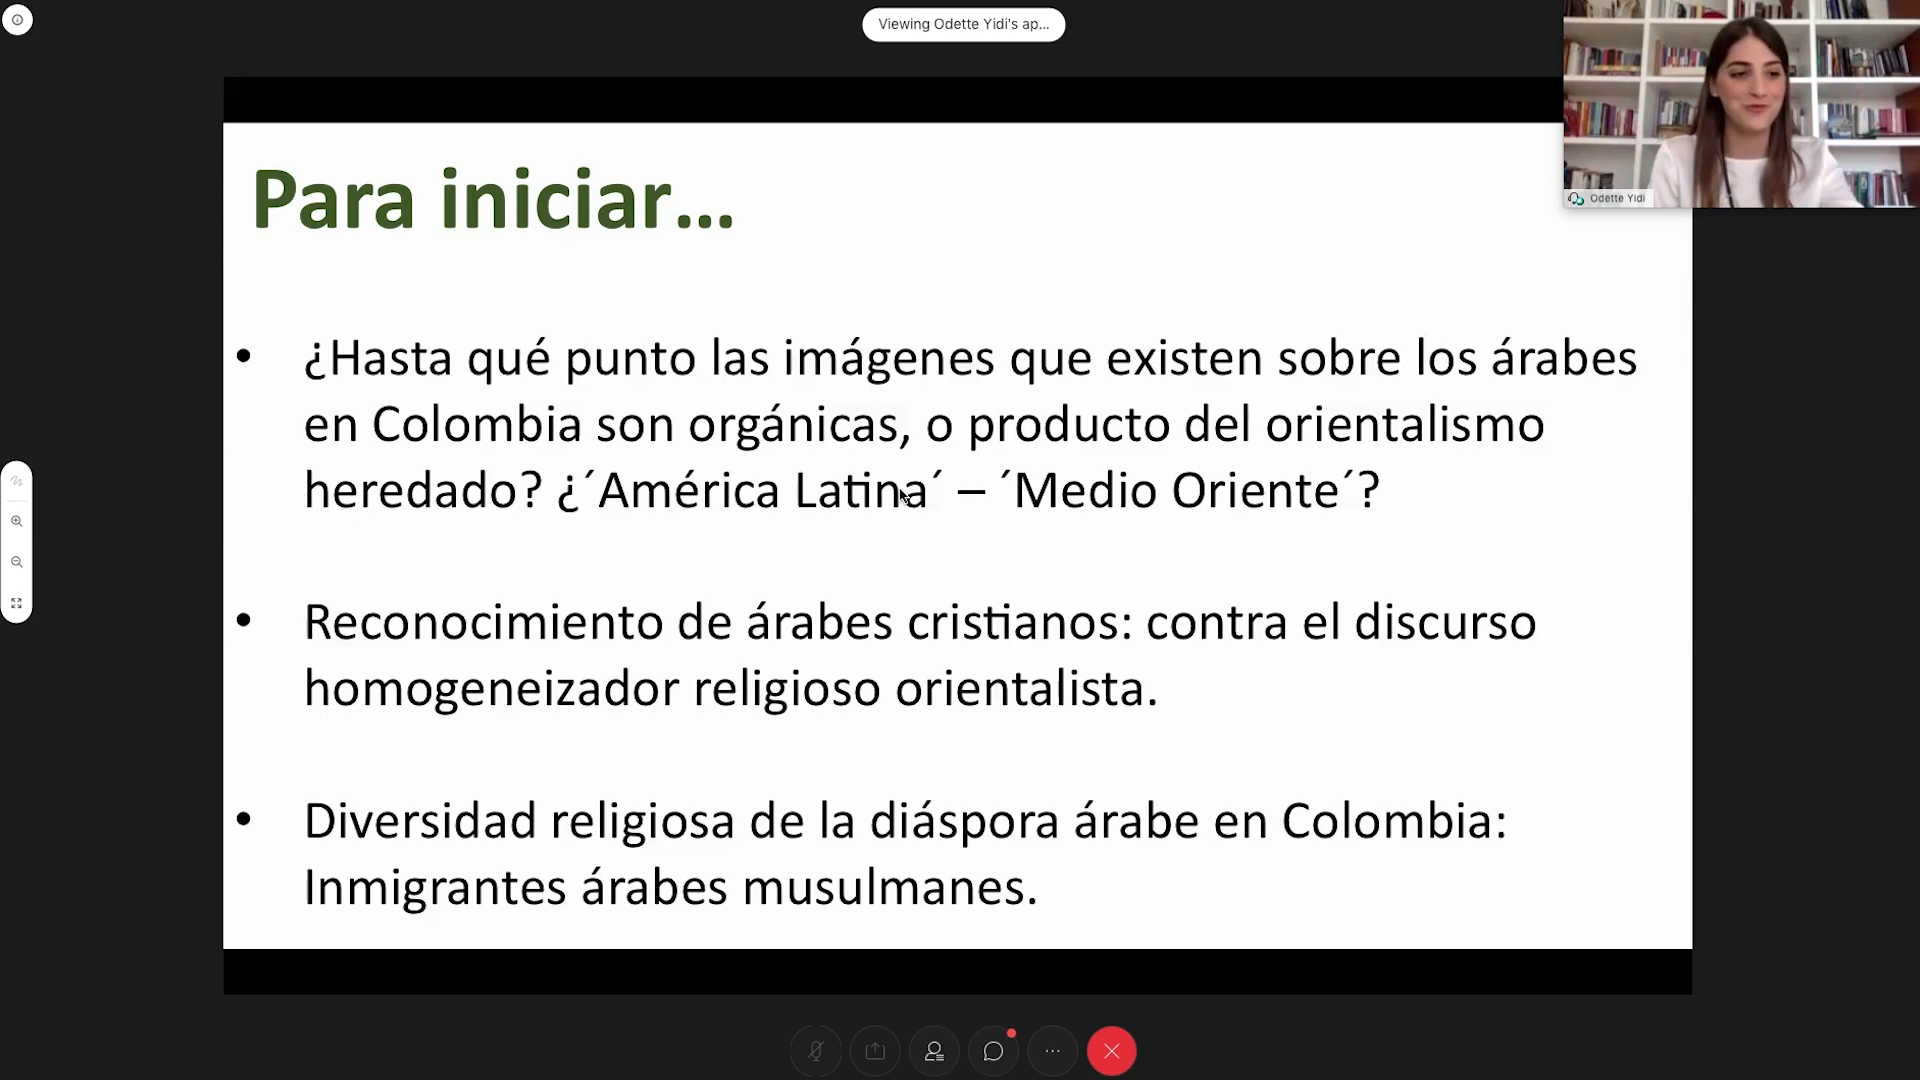 Viewing Odette Yidi's ap...
Odette Yidi
Para iniciar...
• ¿Hasta qué punto las imágenes que existen sobre los árabes
en Colombia son orgánicas, o producto del orientalismo
heredado? ¿´América Latina´ – ´Medio Oriente´?
• Reconocimiento de árabes cristianos: contra el discurso
homogeneizador religioso orientalista.
• Diversidad religiosa de la diáspora árabe en Colombia:
Inmigrantes árabes musulmanes.